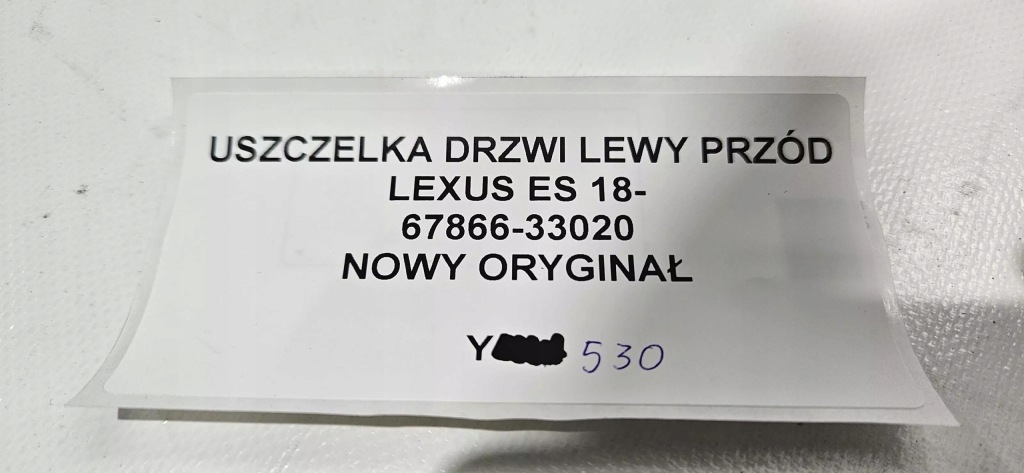 USZCZELKA DRZWI LEWY PRZÓD
LEXUS ES 18-
67866-33020
NOWY ORYGINAŁ
Y 530